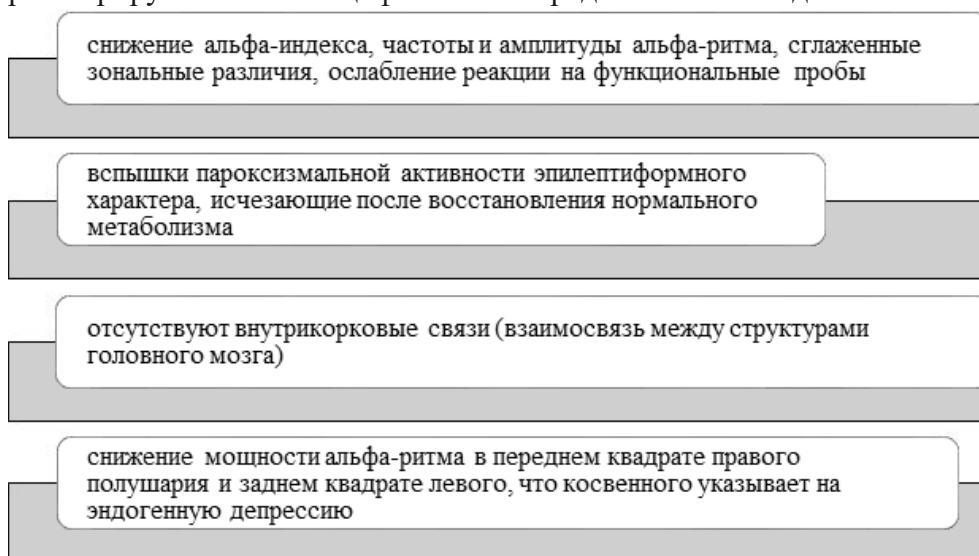 снижение альфа-индекса, частоты и амплитуды альфа-ритма, сглаженные
зональные различия, ослабление реакции на функциональные пробы
вспышки пароксизмальной активности эпилептиформного
характера, исчезающие после восстановления нормального
метаболизма
отсутствуют внутрикорковые связи (взаимосвязь между структурами
головного мозга)
снижение мощности альфа-ритма в переднем квадрате правого
полушария и заднем квадрате левого, что косвенного указывает на
эндогенную депрессию